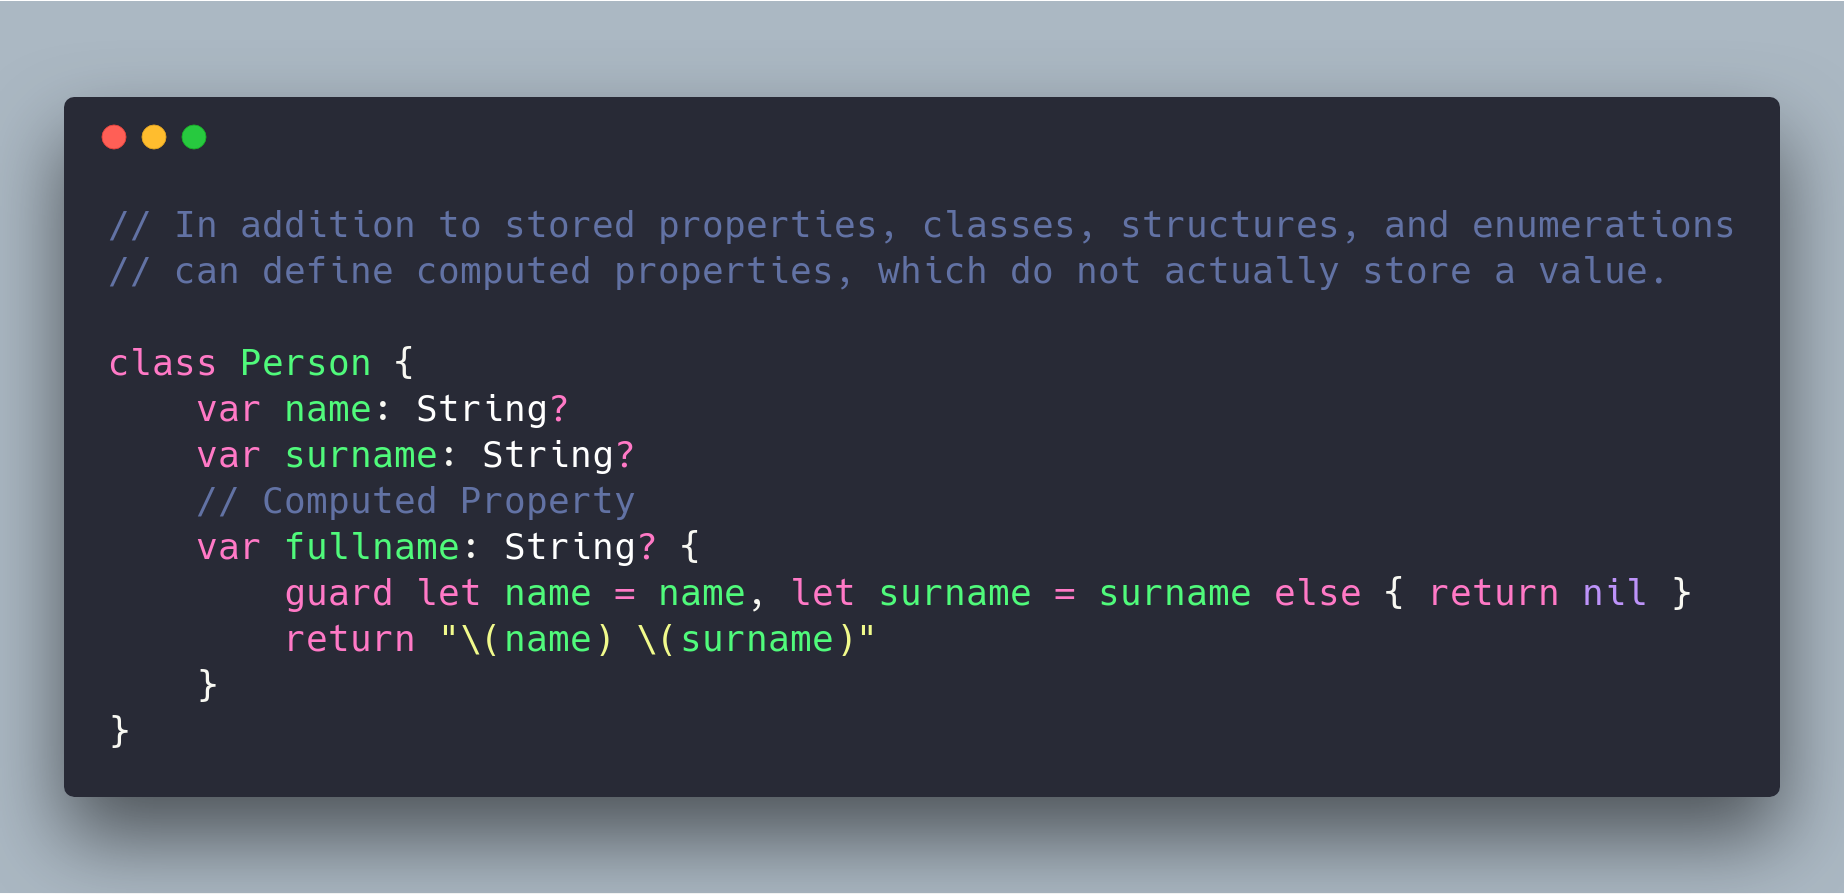 // In addition to stored properties, classes, structures, and enumerations
// can define computed properties, which do not actually store a value.

class Person {
    var name: String?
    var surname: String?
    // Computed Property
    var fullname: String? {
        guard let name = name, let surname = surname else { return nil }
        return "\(name) \(surname)"
    }
}